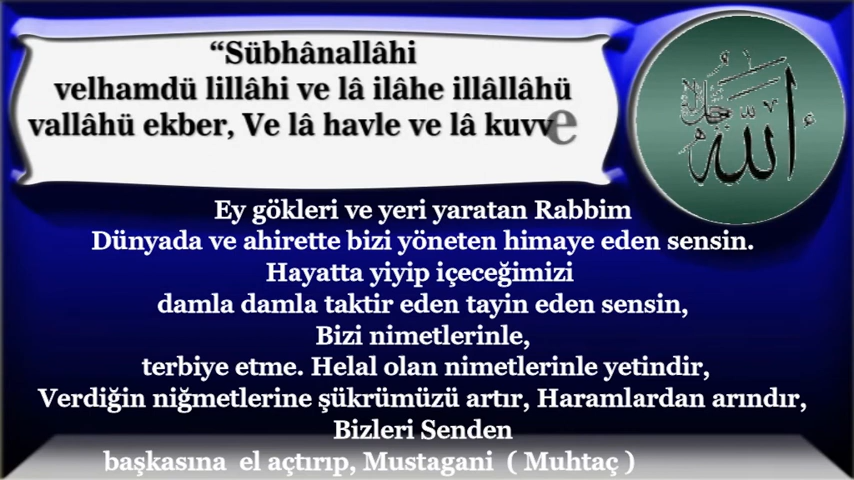 “Sübhânallâhi
velhamdü lillâhi ve lâ ilâhe illâllâhü
vallâhü ekber, Ve lâ havle ve lâ kuvve
الله جل جلاله
Ey gökleri ve yeri yaratan Rabbim
Dünyada ve ahirette bizi yöneten himaye eden sensin.
Hayatta yiyip içeceğimizi
damla damla taktir eden tayin eden sensin,
Bizi nimetlerinle,
terbiye etme. Helal olan nimetlerinle yetindir,
Verdiğin niğmetlerine şükrümüzü artır, Haramlardan arındır,
Bizleri Senden
başkasına el açtırıp, Mustagani ( Muhtaç )